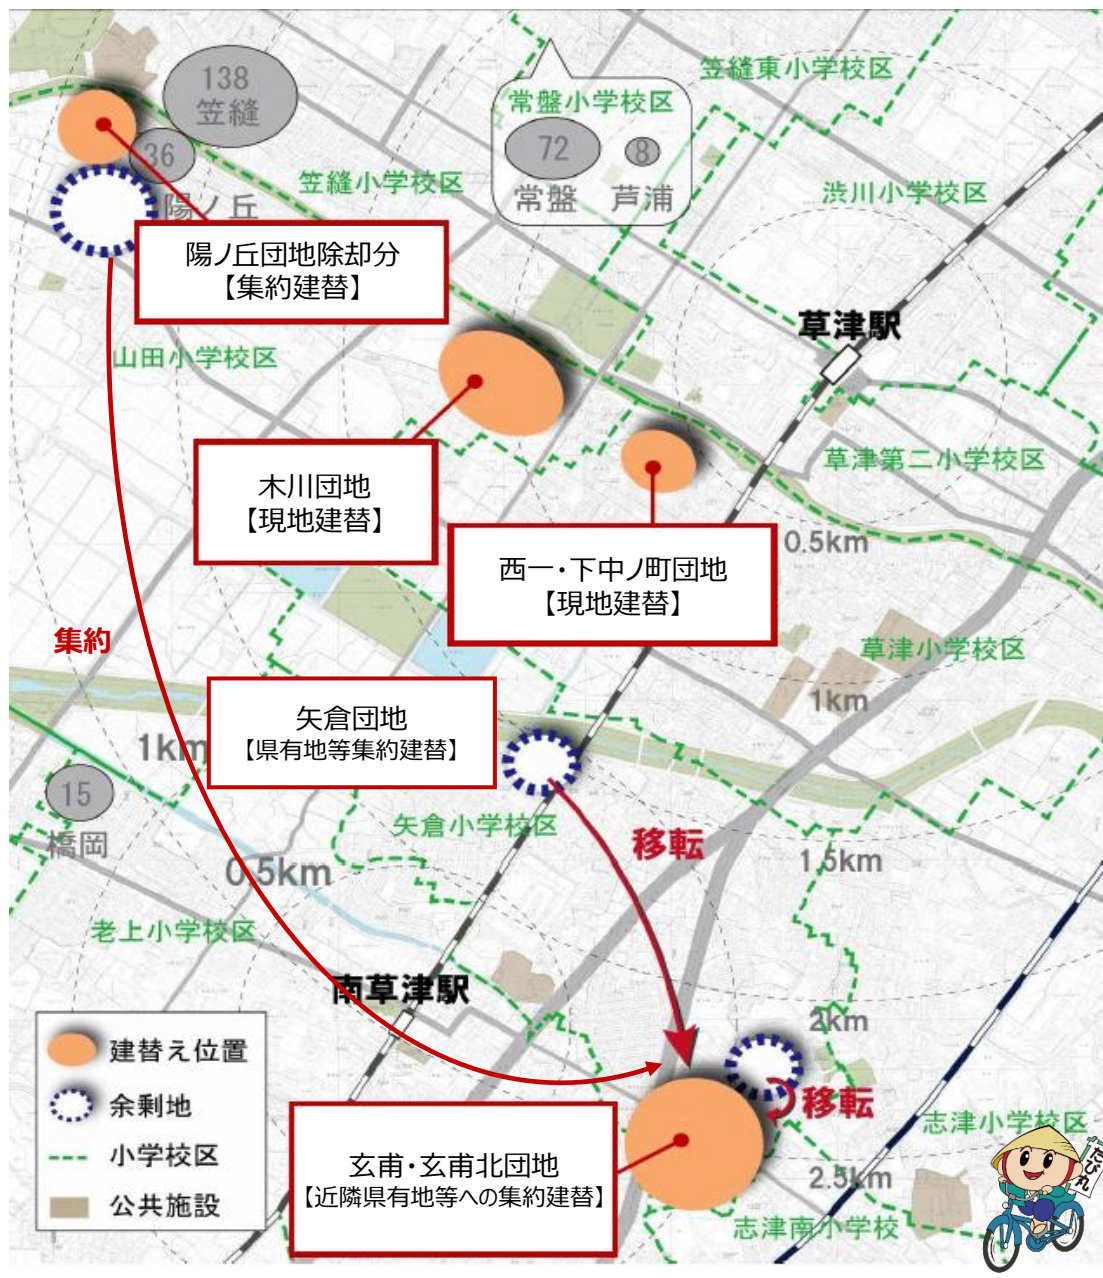 138
笠縫
36
陽ノ丘
常盤小学校区
72
8
常盤
芦浦
笠縫東小学校区
笠縫小学校区
渋川小学校区
陽ノ丘団地除却分
【集約建替】
草津駅
山田小学校区
草津第二小学校区
木川団地
【現地建替】
0.5km
西一・下中ノ町団地
【現地建替】
集約
草津小学校区
矢倉団地
【県有地等集約建替】
1km
1km
15
橋岡
矢倉小学校区
移転
0.5km
1.5km
老上小学校区
南草津駅
2km
建替え位置
余剰地
小学校区
公共施設
移転
志津小学校区
玄甫・玄甫北団地
【近隣県有地等への集約建替】
2.5km
志津南小学校
たび丸